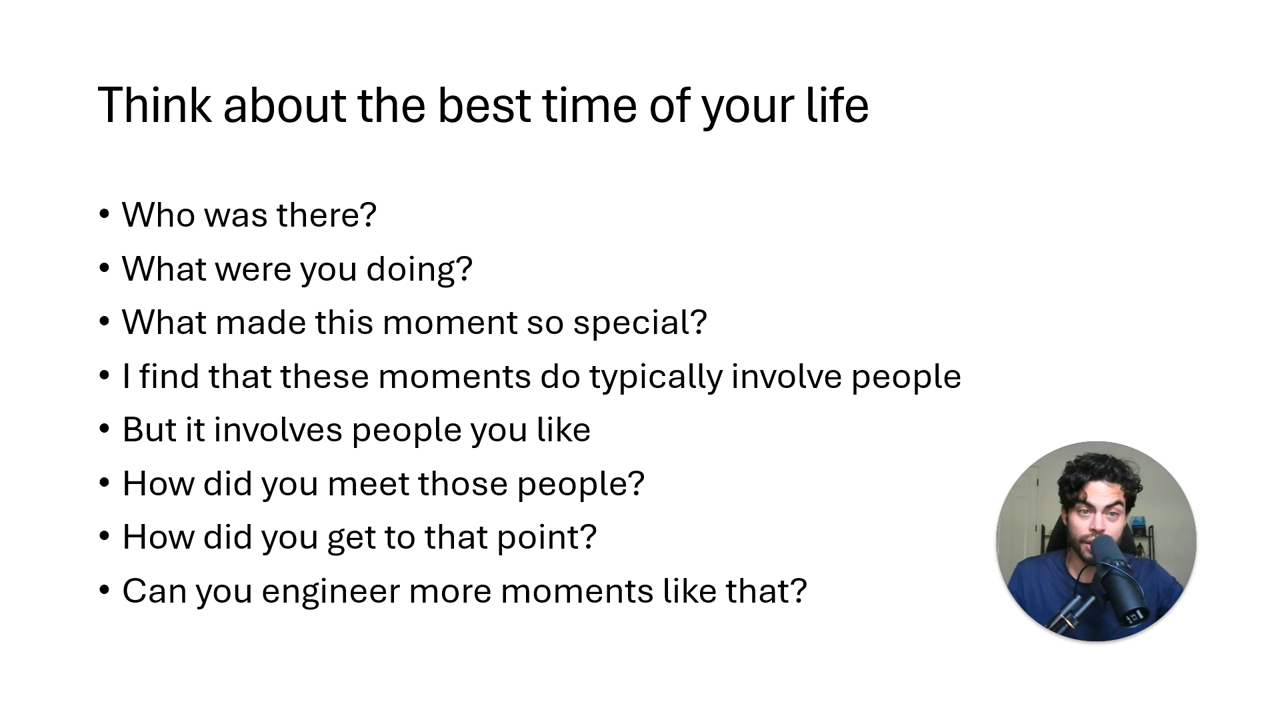 Think about the best time of your life
• Who was there?
• What were you doing?
• What made this moment so special?
• I find that these moments do typically involve people
• But it involves people you like
• How did you meet those people?
• How did you get to that point?
• Can you engineer more moments like that?